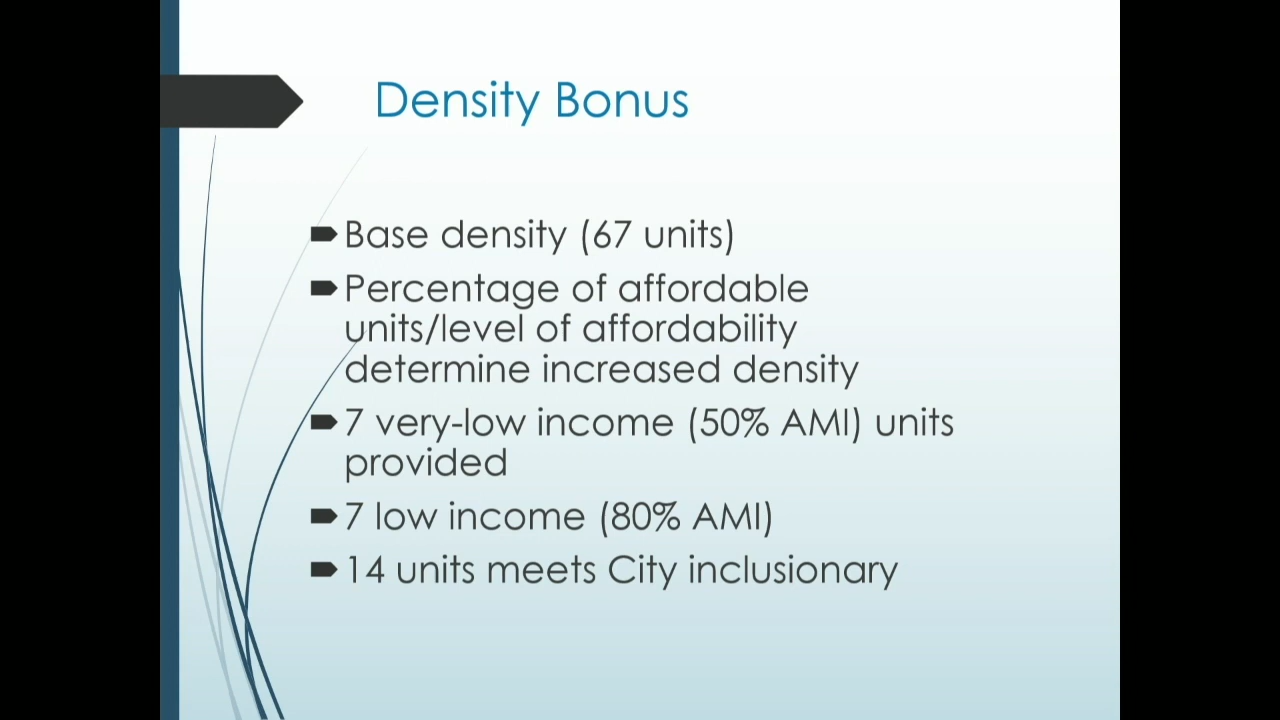 Density Bonus
Base density (67 units)
Percentage of affordable
units/level of affordability
determine increased density
7 very-low income (50% AMI) units
provided
7 low income (80% AMI)
14 units meets City inclusionary